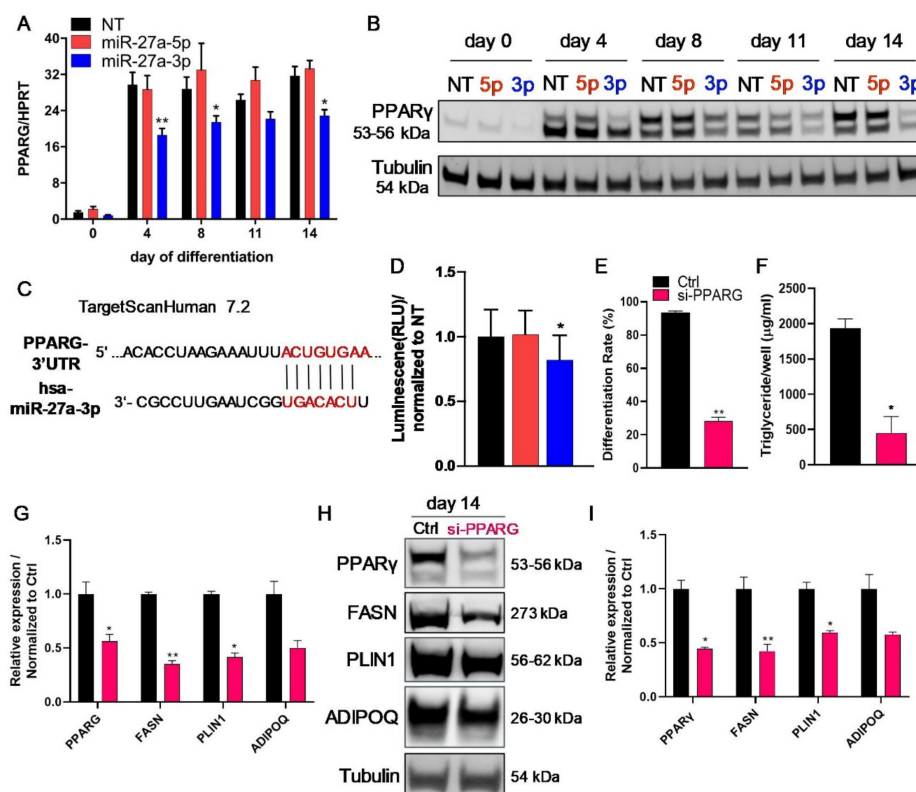 A
NT
miR-27a-5p
miR-27a-3p
PPARG/HPRT
40
32
24
16
8
0
**
*
*
0 4 8 11 14
day of differentiation
B
day 0 day 4 day 8 day 11 day 14
NT 5p 3p NT 5p 3p NT 5p 3p NT 5p 3p NT 5p 3p
PPARγ
53-56 kDa
Tubulin
54 kDa
C
TargetScanHuman 7.2
PPARG-
3'UTR
5' ...ACACCUAAGAAAUUUACUGUGAA...
hsa-
miR-27a-3p
3'- CGCCUUGAAUCGGUGACACUU
D
Luminescene(RLU)/
normalized to NT
1.5
1.0
0.5
0.0
*
E
Ctrl
si-PPARG
Differentiation Rate (%)
100
80
60
40
20
0
**
F
Triglyceride/well (µg/ml)
2500
2000
1500
1000
500
0
*
G
Relative expression /
Normalized to Ctrl
1.5
1.0
0.5
0.0
*
**
*
PPARG FASN PLIN1 ADIPOQ
H
day 14
Ctrl si-PPARG
PPARγ 53-56 kDa
FASN 273 kDa
PLIN1 56-62 kDa
ADIPOQ 26-30 kDa
Tubulin 54 kDa
I
Relative expression /
Normalized to Ctrl
1.5
1.0
0.5
0.0
*
**
*
PPARγ FASN PLIN1 ADIPOQ